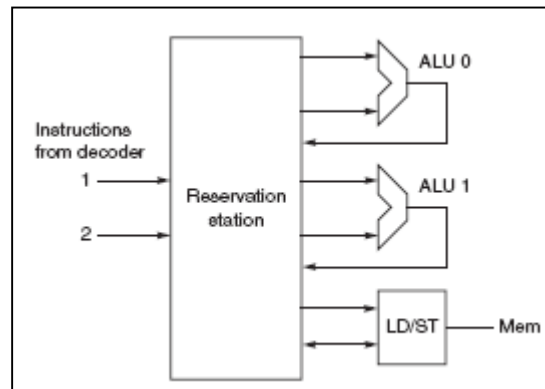 ALU 0
Instructions
from decoder
1
2
Reservation
station
ALU 1
LD/ST
Mem